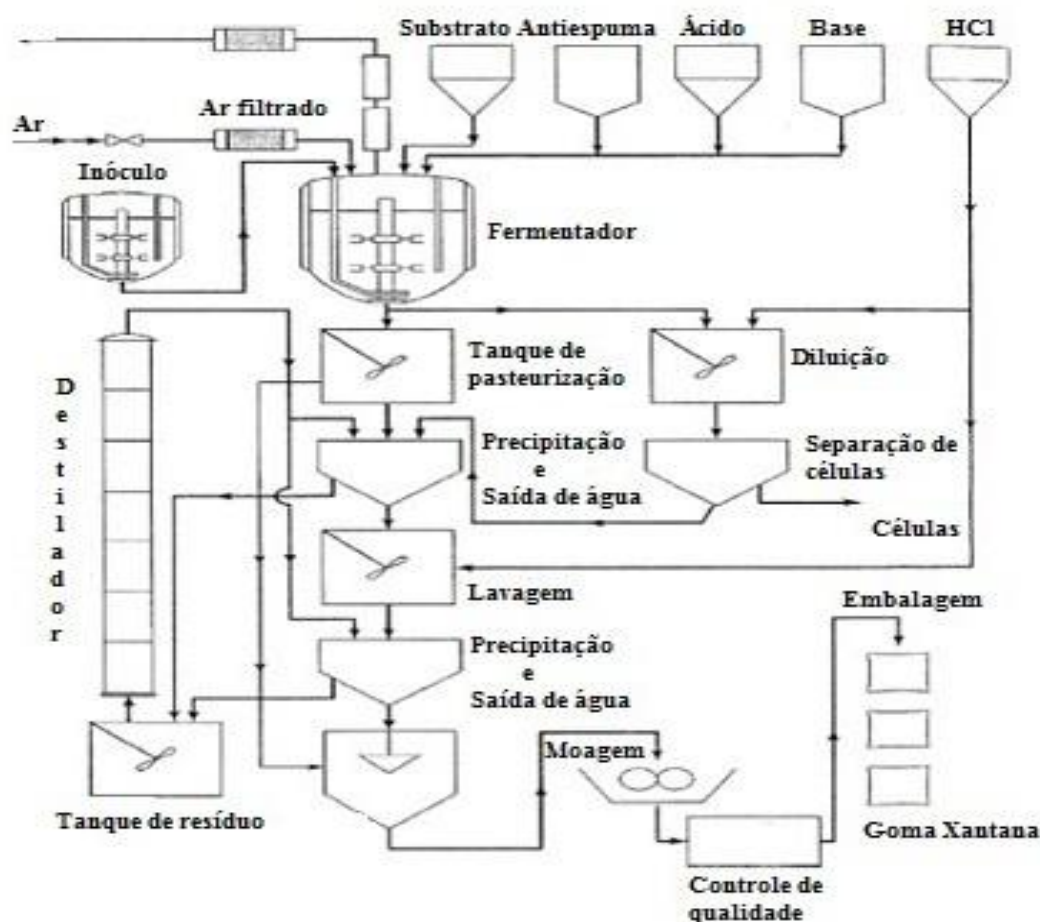 Substrato Antiespuma Ácido Base HCl
Ar filtrado
Ar
Inóculo
Fermentador
Tanque de
pasteurização
Diluição
Destilador
Precipitação
e
Saída de água
Separação de
células
Células
Lavagem
Embalagem
Precipitação
e
Saída de água
Moagem
Tanque de resíduo
Goma Xantana
Controle de
qualidade